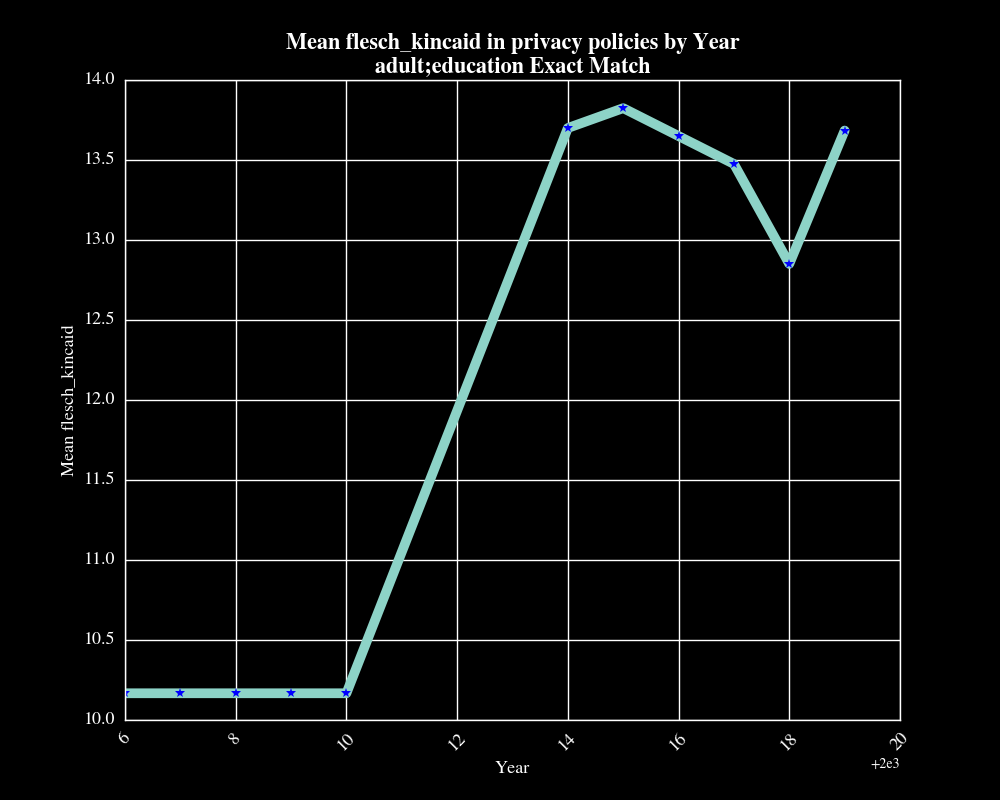 Mean flesch_kincaid in privacy policies by Year
adult;education Exact Match
14.0
13.5
13.0
12.5
12.0
11.5
11.0
10.5
10.0
Mean flesch_kincaid
6 8 10 12 14 16 18 20
Year
+2e3